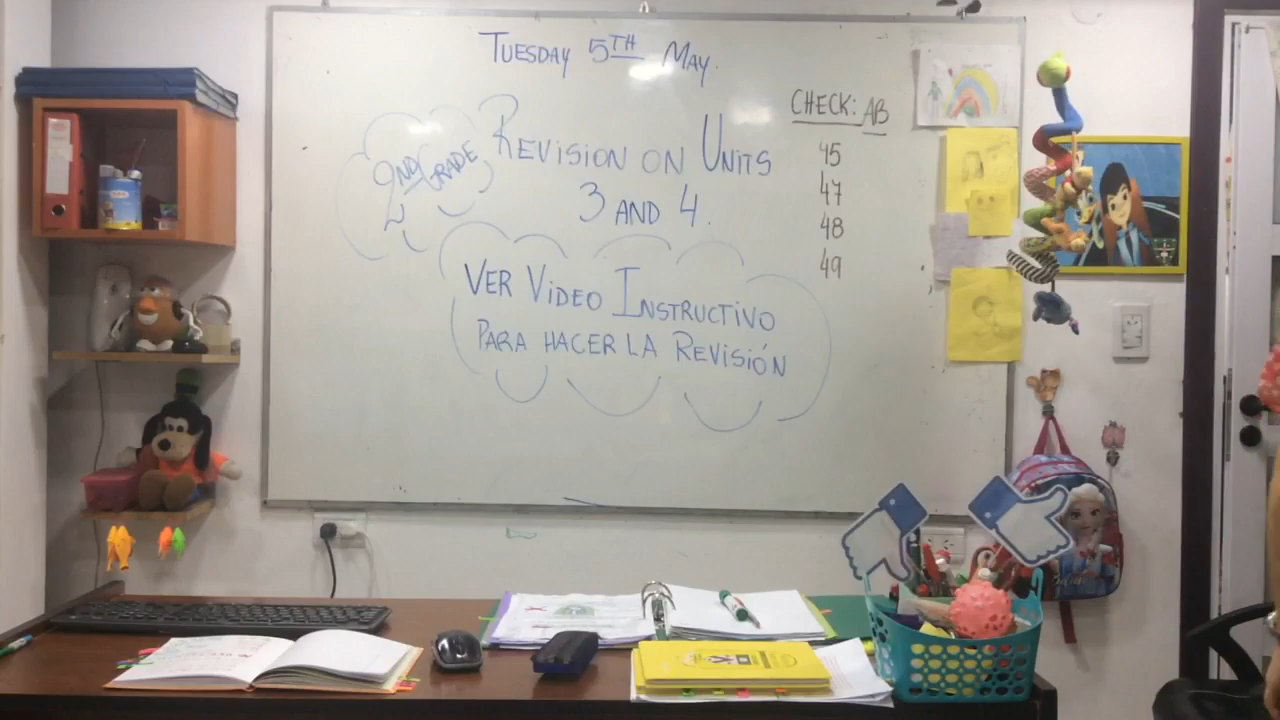 TUESDAY 5TH MAY.
2ND GRADE
REVISION ON UNITS
3 AND 4.
VER VIDEO INSTRUCTIVO
PARA HACER LA REVISIÓN
CHECK: AB
45
47
48
49